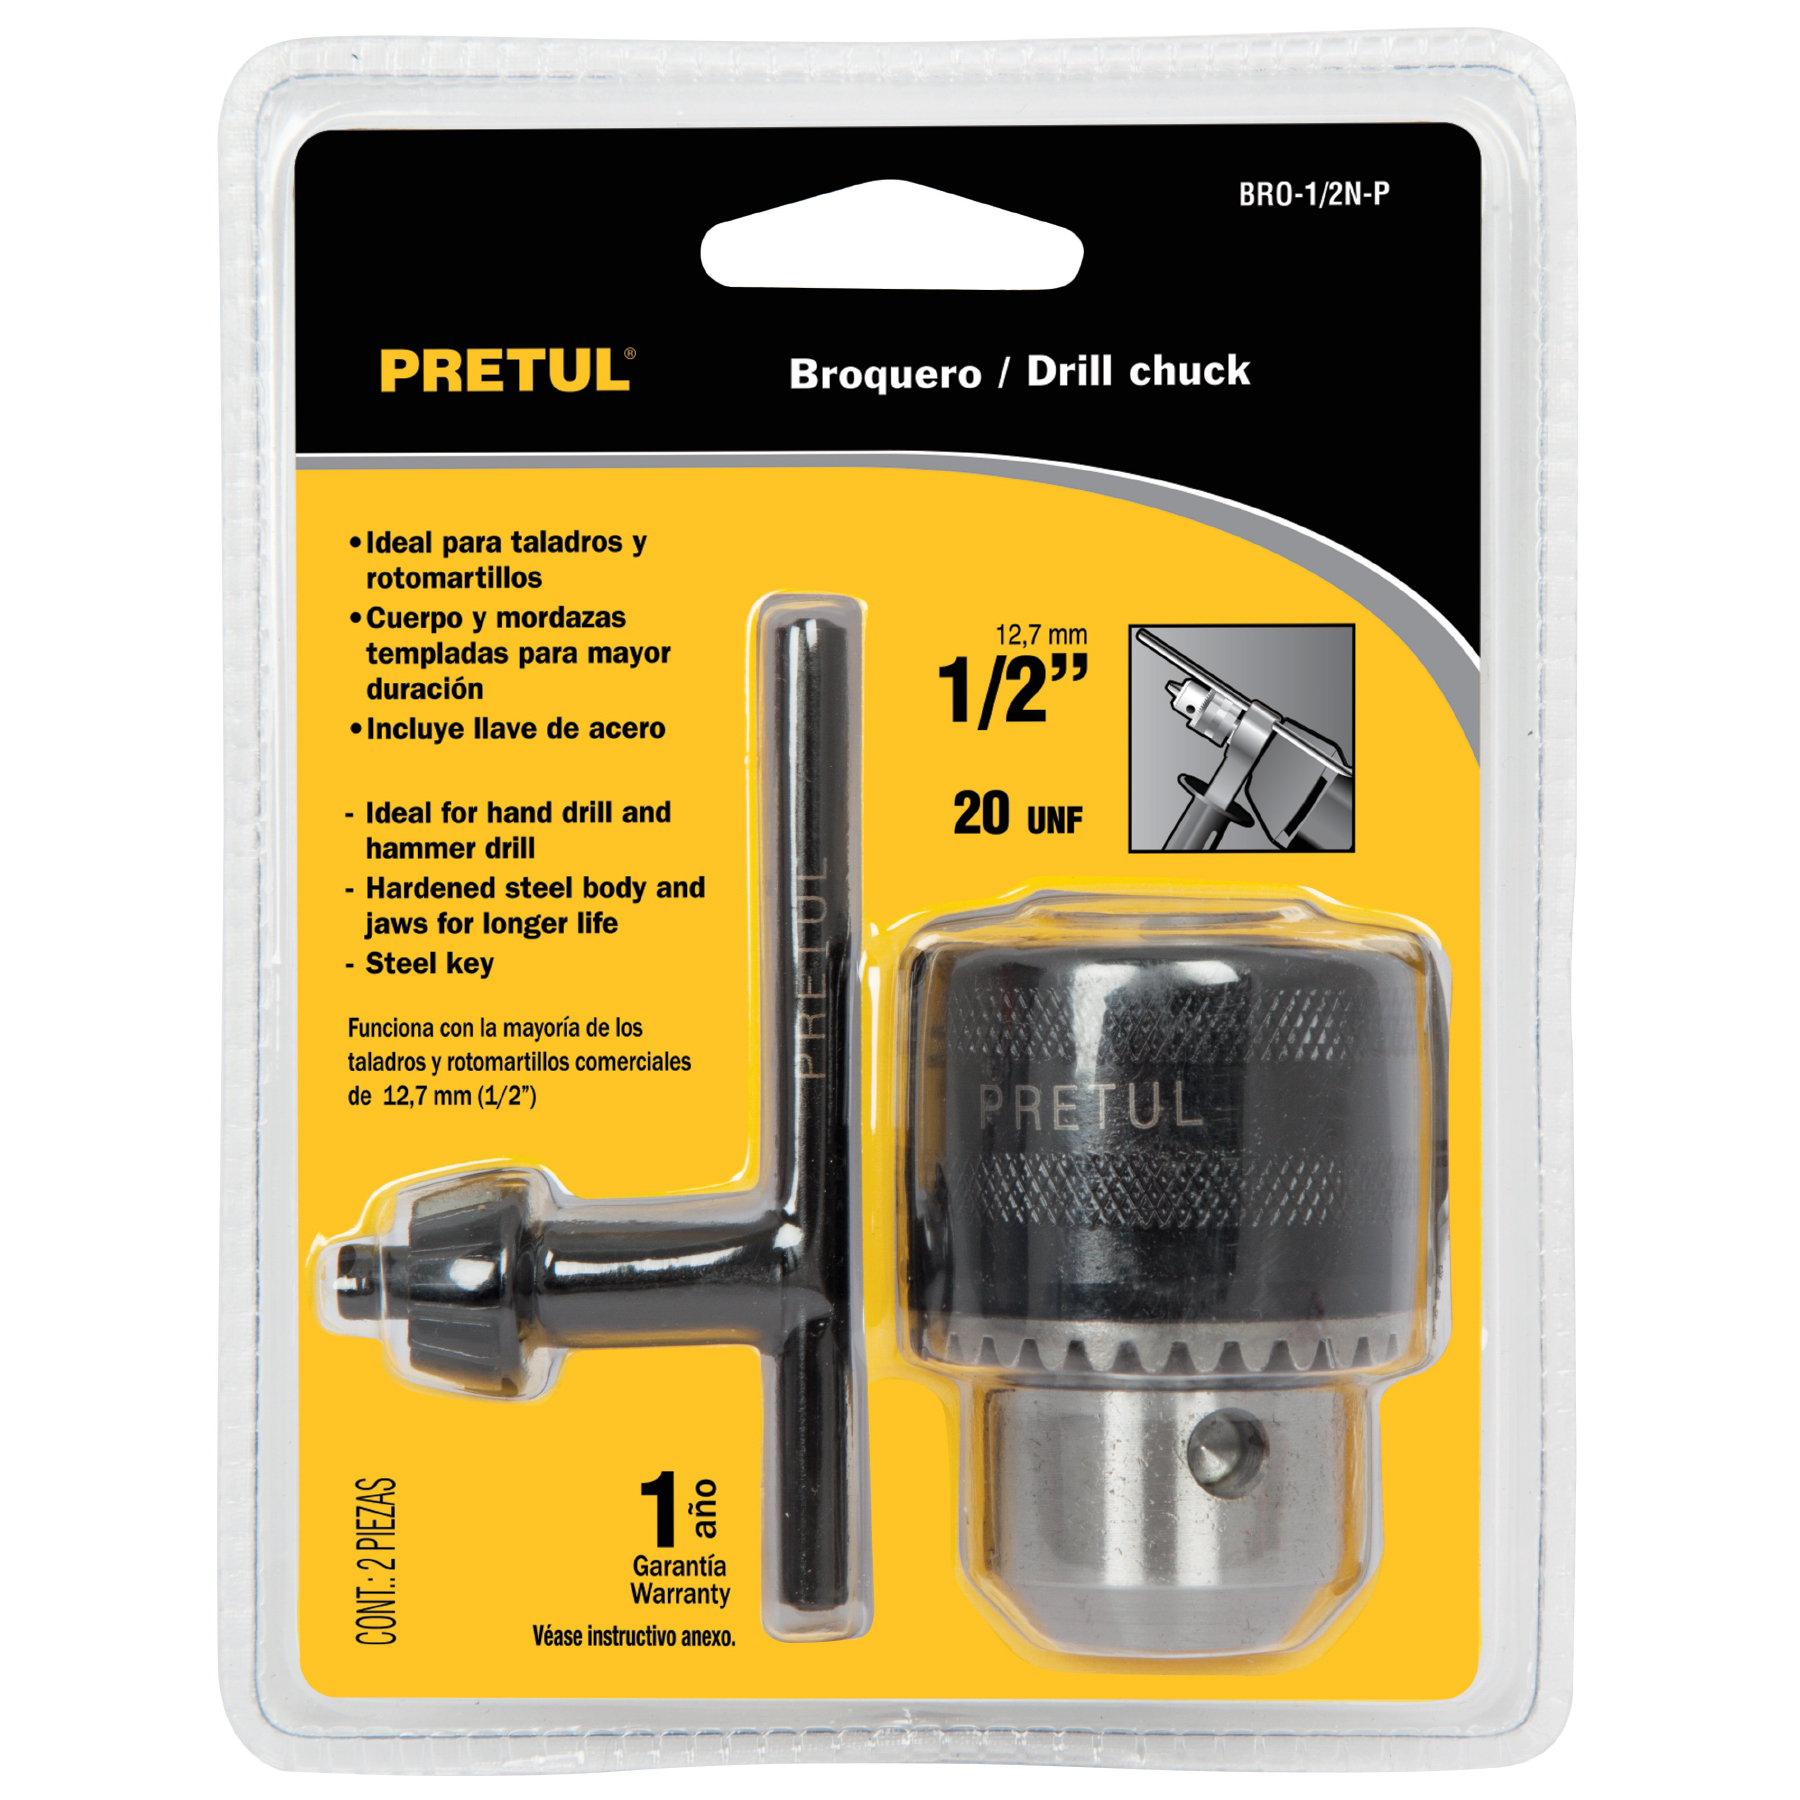 BRO-1/2N-P
PRETUL®
Broquero / Drill chuck
•Ideal para taladros y
rotomartillos
•Cuerpo y mordazas
templadas para mayor
duración
•Incluye llave de acero
- Ideal for hand drill and
hammer drill
- Hardened steel body and
jaws for longer life
- Steel key
Funciona con la mayoría de los
taladros y rotomartillos comerciales
de 12,7 mm (1/2”)
12,7 mm
1/2”
20 UNF
PRETUL
PRETUL
CONT.: 2 PIEZAS
1 año
Garantía
Warranty
Véase instructivo anexo.